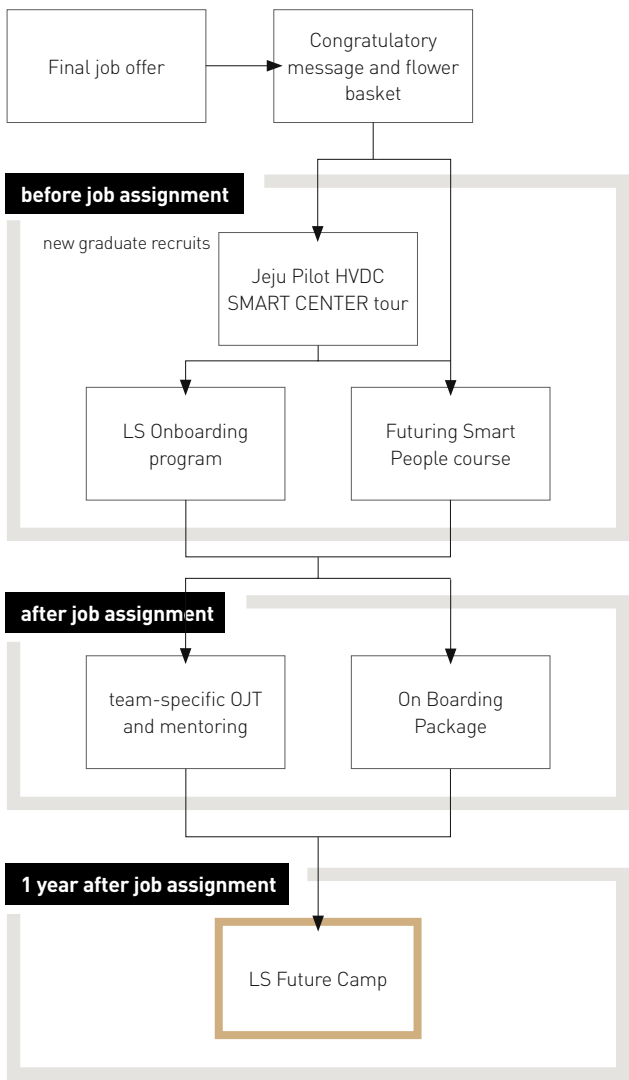 Final job offer
Congratulatory
message and flower
basket
before job assignment
new graduate recruits
Jeju Pilot HVDC
SMART CENTER tour
LS Onboarding
program
Futuring Smart
People course
after job assignment
team-specific OJT
and mentoring
On Boarding
Package
1 year after job assignment
LS Future Camp